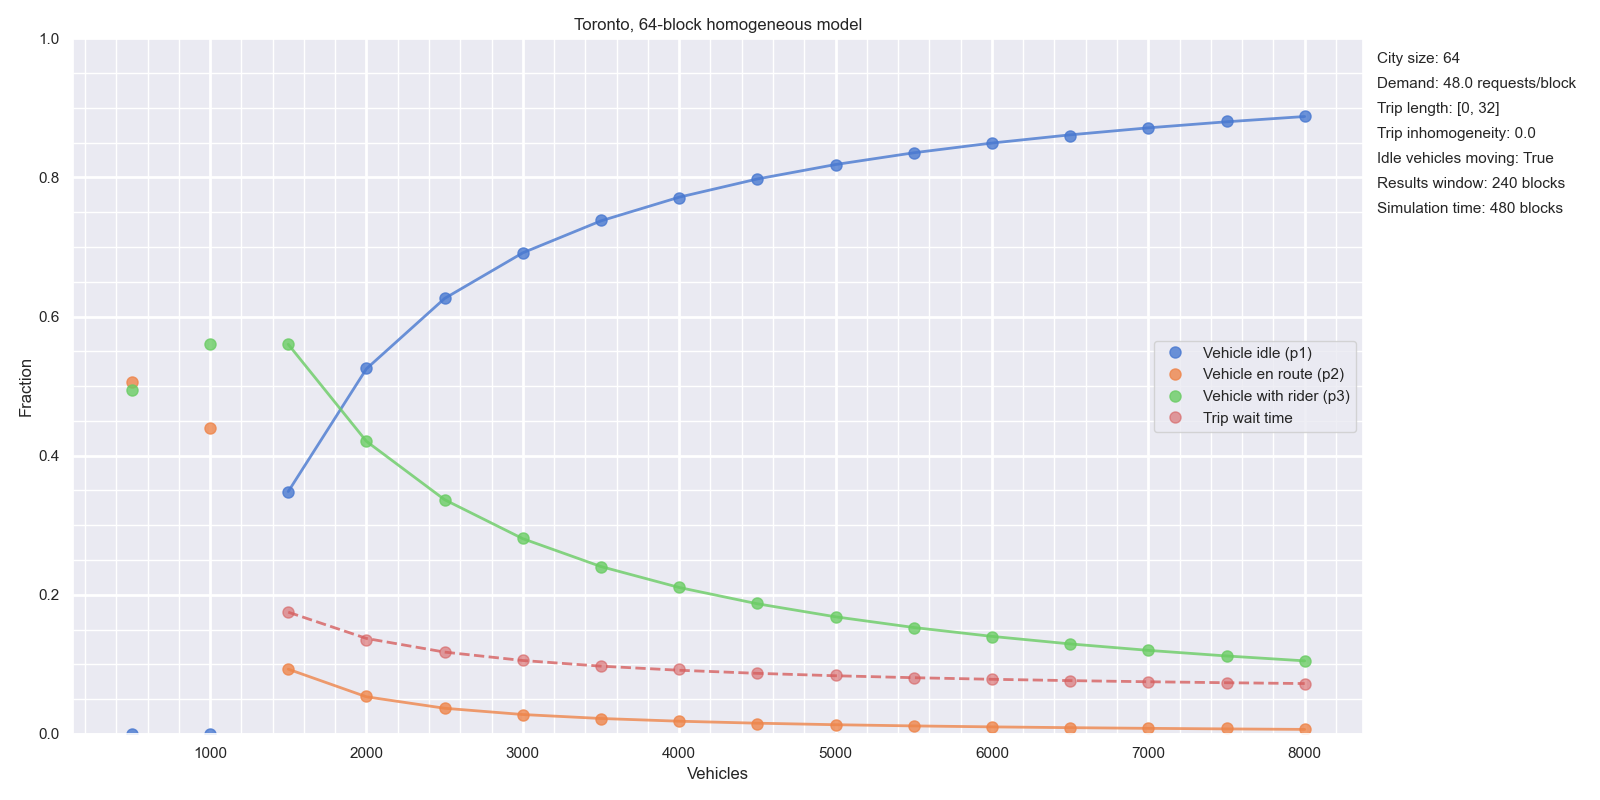 Toronto, 64-block homogeneous model
1.0
0.8
0.6
0.4
0.2
0.0
Fraction
1000 2000 3000 4000 5000 6000 7000 8000
Vehicles
Vehicle idle (p1)
Vehicle en route (p2)
Vehicle with rider (p3)
Trip wait time
City size: 64
Demand: 48.0 requests/block
Trip length: [0, 32]
Trip inhomogeneity: 0.0
Idle vehicles moving: True
Results window: 240 blocks
Simulation time: 480 blocks